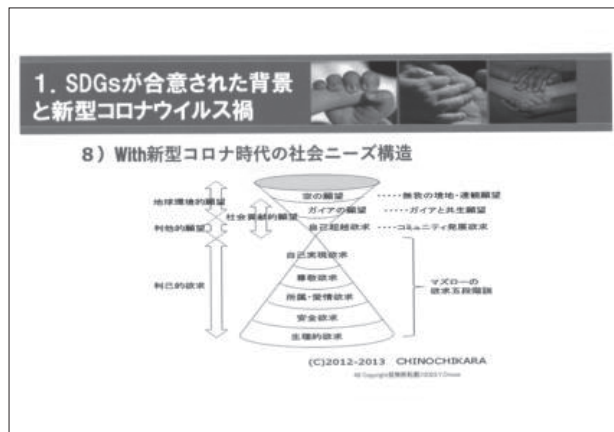 1. SDGsが合意された背景
と新型コロナウイルス禍
8）With新型コロナ時代の社会ニーズ構造
空の願望
地球環境的願望
社会貢献的願望
ガイアの願望
ガイアと共生願望
利他的願望
自己超越欲求
コミュニティ発展欲求
自己実現欲求
尊敬欲求
利己的欲求
所属・愛情欲求
マズローの
欲求五段階説
安全欲求
生理的欲求
(C)2012-2013 CHINOCHIKARA
All Copyright